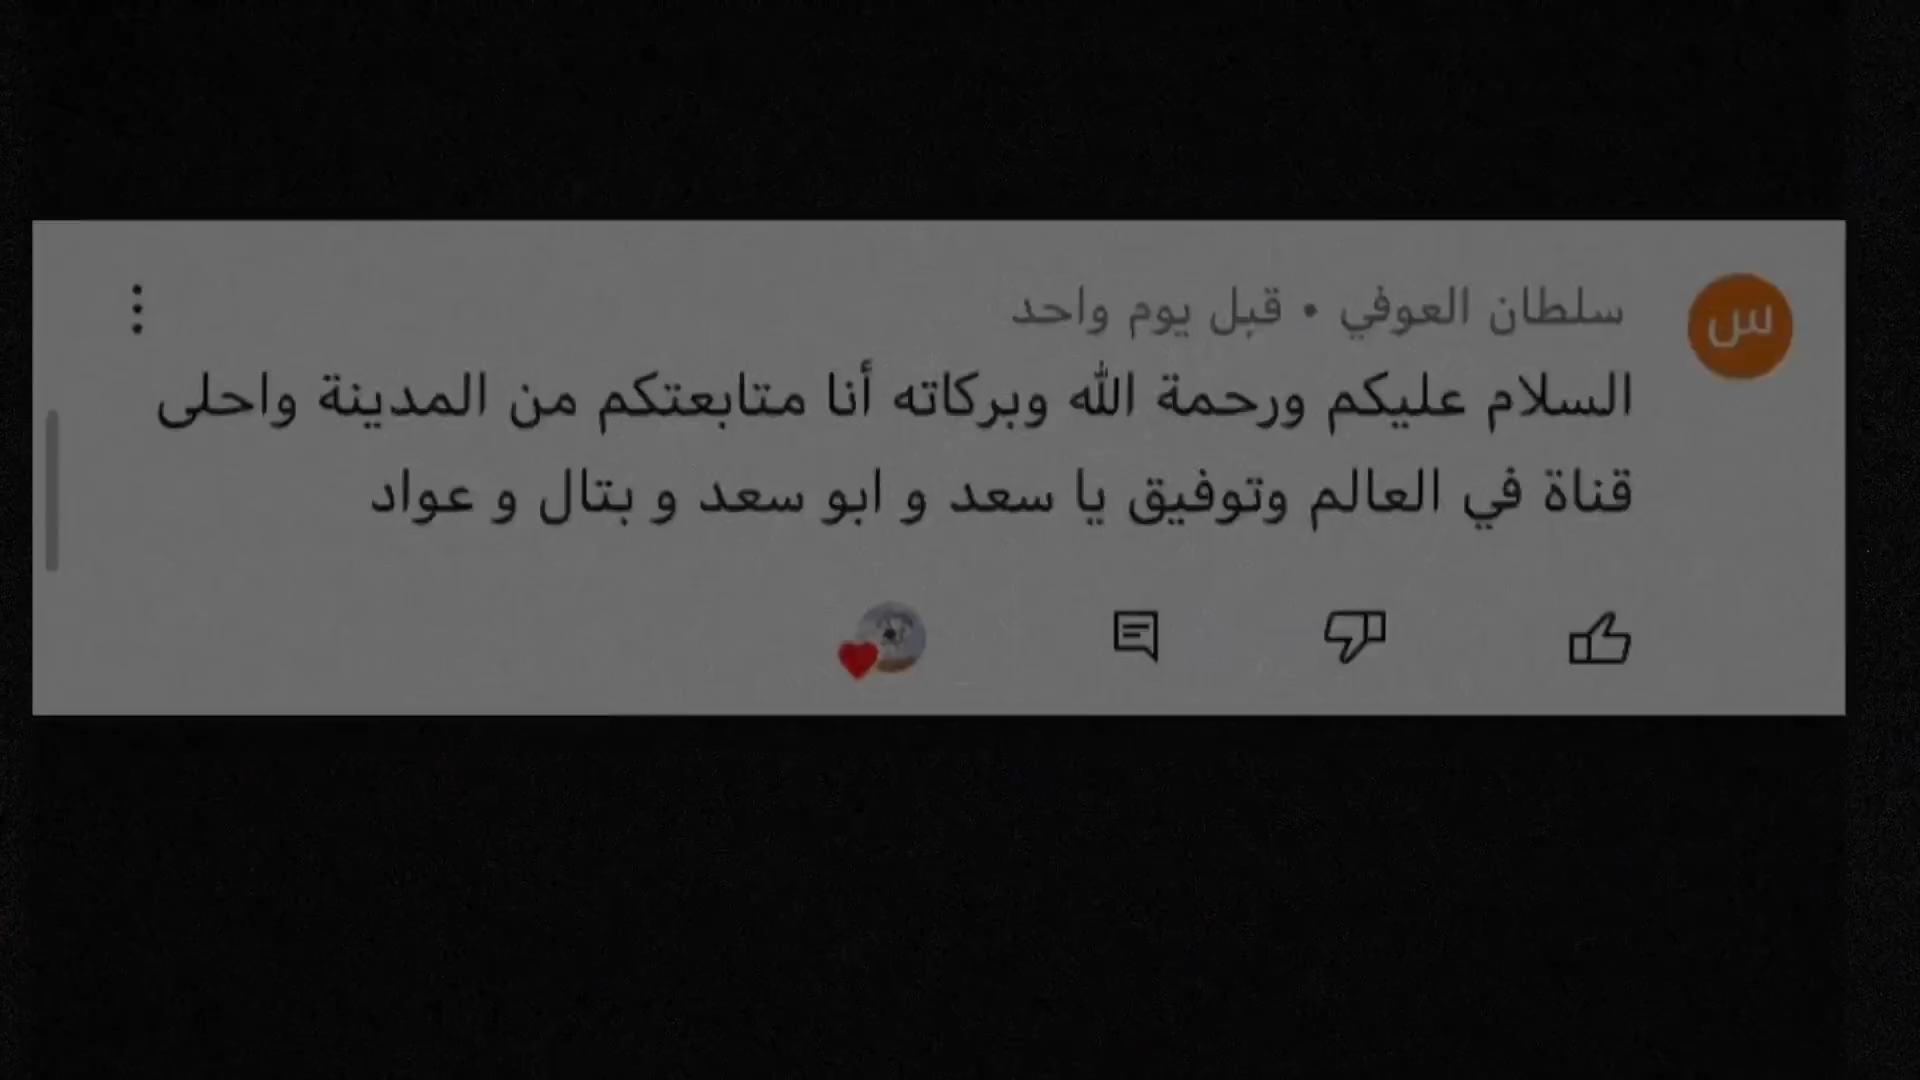 س
سلطان العوفي • قبل يوم واحد
السلام عليكم ورحمة الله وبركاته أنا متابعتكم من المدينة واحلى
قناة في العالم وتوفيق يا سعد و ابو سعد و بتال و عواد